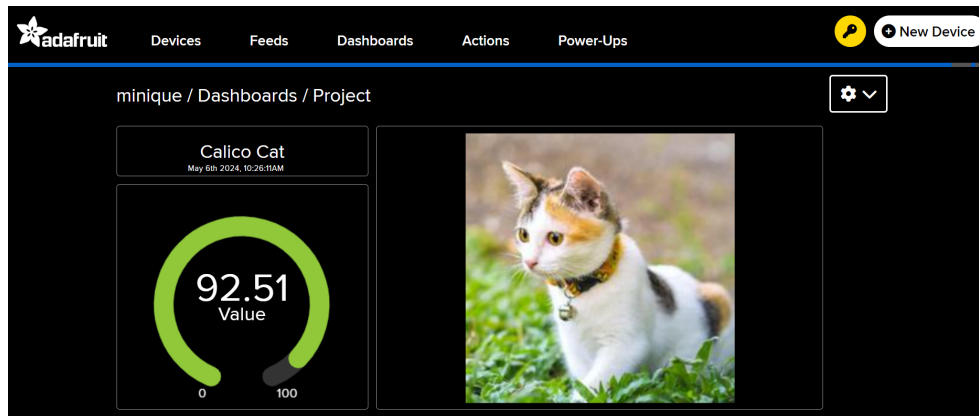 adafruit Devices Feeds Dashboards Actions Power-Ups New Device
minique / Dashboards / Project
Calico Cat
May 6th 2024, 10:26:11AM
92.51
Value
0 100